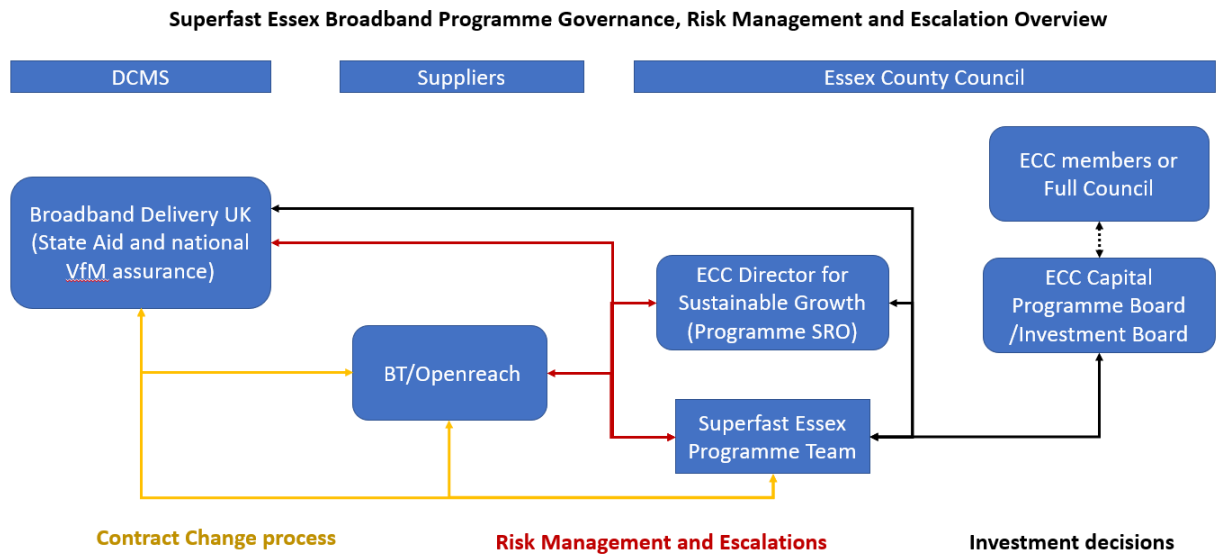 Superfast Essex Broadband Programme Governance, Risk Management and Escalation Overview
DCMS
Suppliers
Essex County Council
ECC members or
Full Council
Broadband Delivery UK
(State Aid and national
VfM assurance)
ECC Director for
Sustainable Growth
(Programme SRO)
ECC Capital
Programme Board
/Investment Board
BT/Openreach
Superfast Essex
Programme Team
Contract Change process
Risk Management and Escalations
Investment decisions